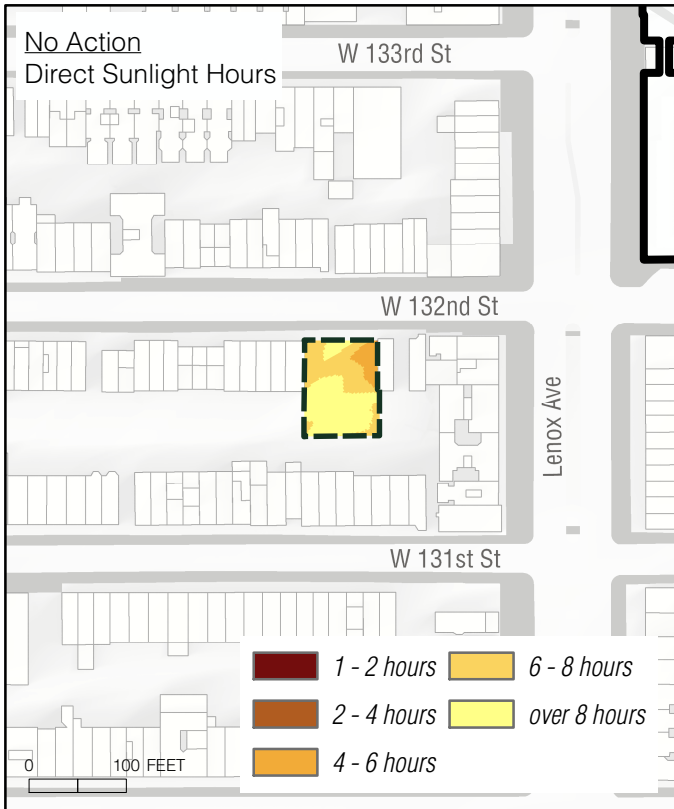 No Action
Direct Sunlight Hours
W 133rd St
W 132nd St
Lenox Ave
W 131st St
1 - 2 hours
6 - 8 hours
2 - 4 hours
over 8 hours
4 - 6 hours
0 100 FEET